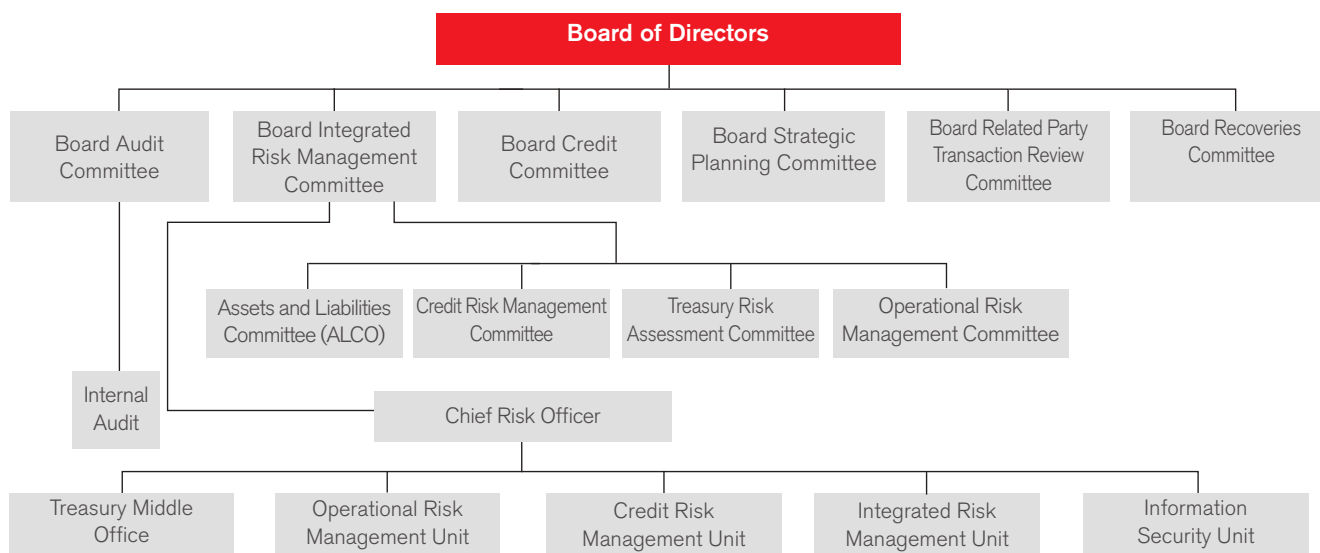 Board of Directors
Board Audit
Committee
Board Integrated
Risk Management
Committee
Board Credit
Committee
Board Strategic
Planning Committee
Board Related Party
Transaction Review
Committee
Board Recoveries
Committee
Assets and Liabilities
Committee (ALCO)
Credit Risk Management
Committee
Treasury Risk
Assessment Committee
Operational Risk
Management Committee
Internal
Audit
Chief Risk Officer
Treasury Middle
Office
Operational Risk
Management Unit
Credit Risk
Management Unit
Integrated Risk
Management Unit
Information
Security Unit